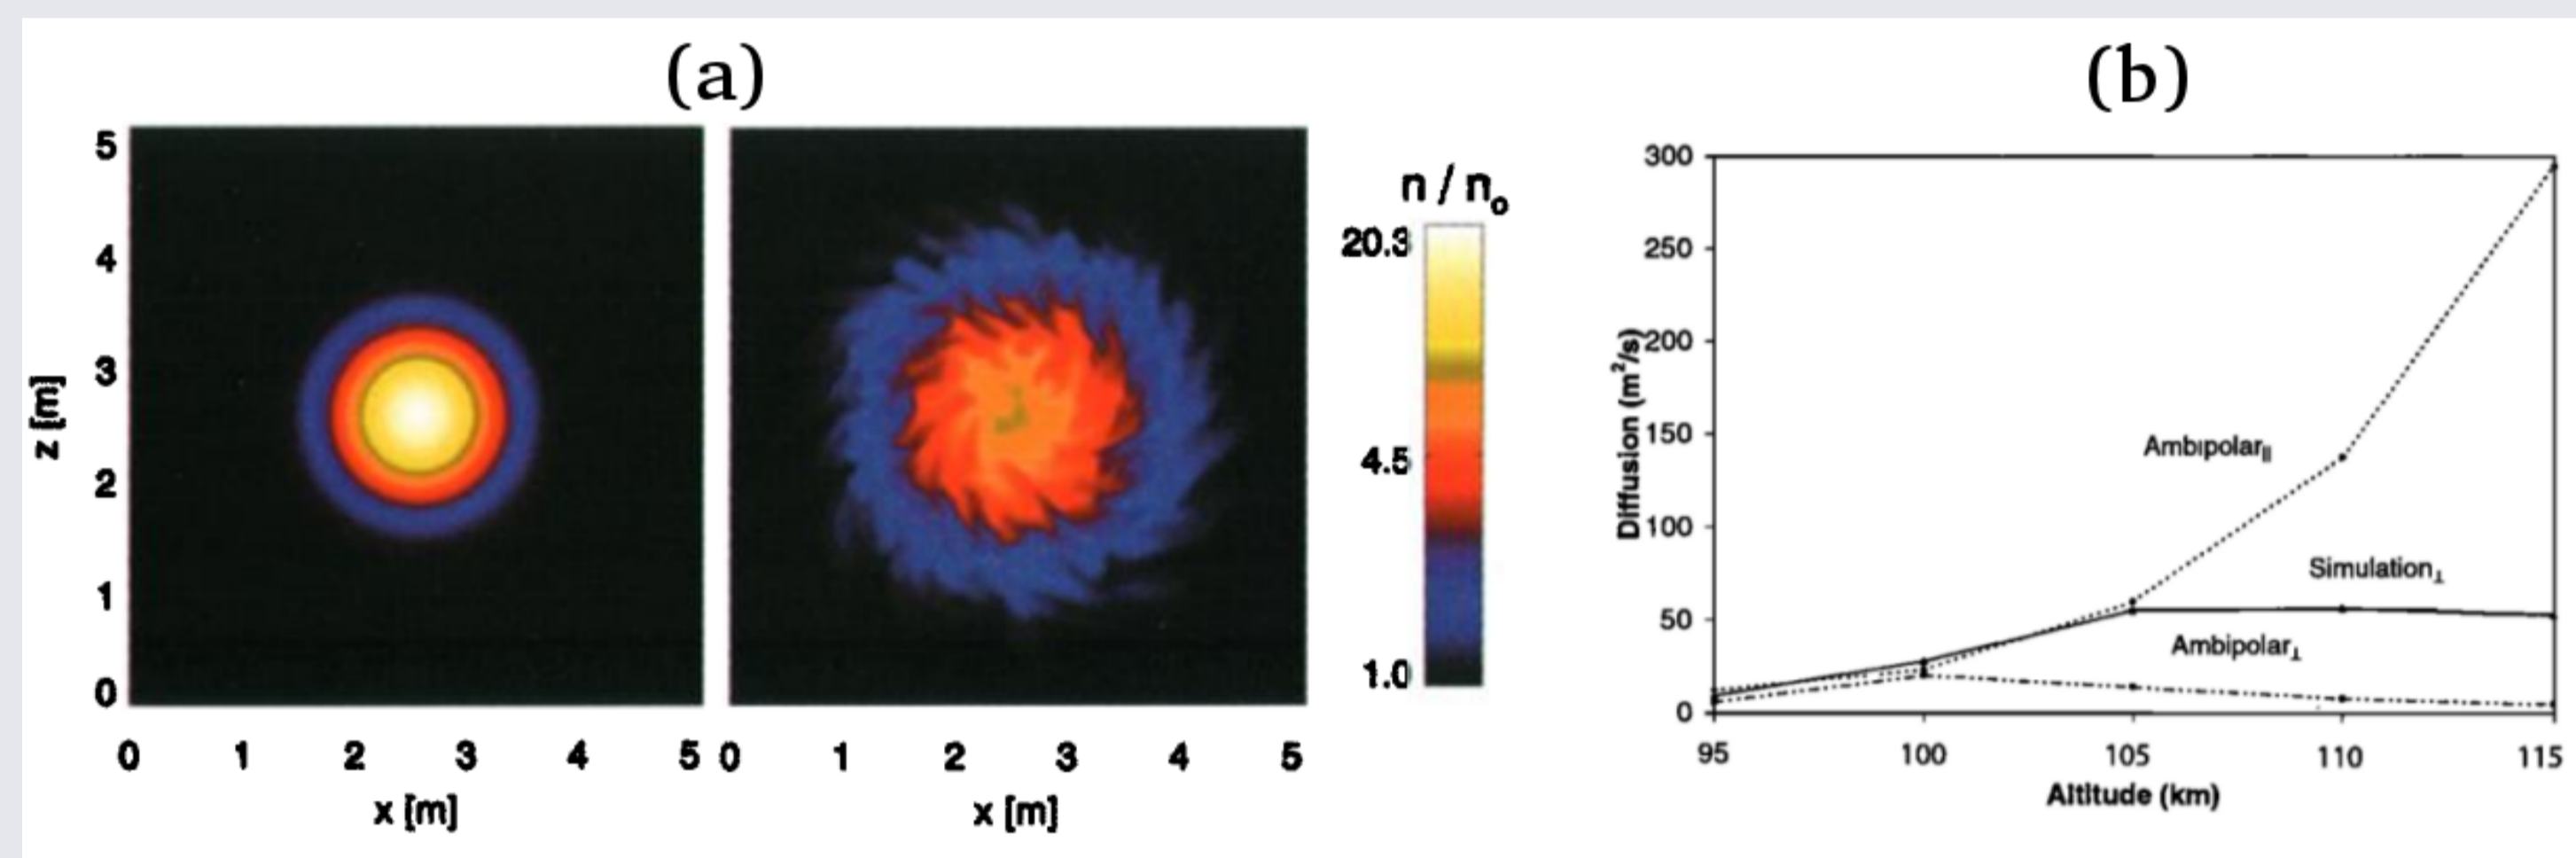 (a)
(b)
5
4
3
2
1
0
z [m]
0 1 2 3 4 5
x [m]
0 1 2 3 4 5
x [m]
n / n₀
20.3
4.5
1.0
300
250
200
150
100
50
0
Diffusion (m²/s)
Ambipolar||
Simulation⊥
Ambipolar⊥
95 100 105 110 115
Altitude (km)